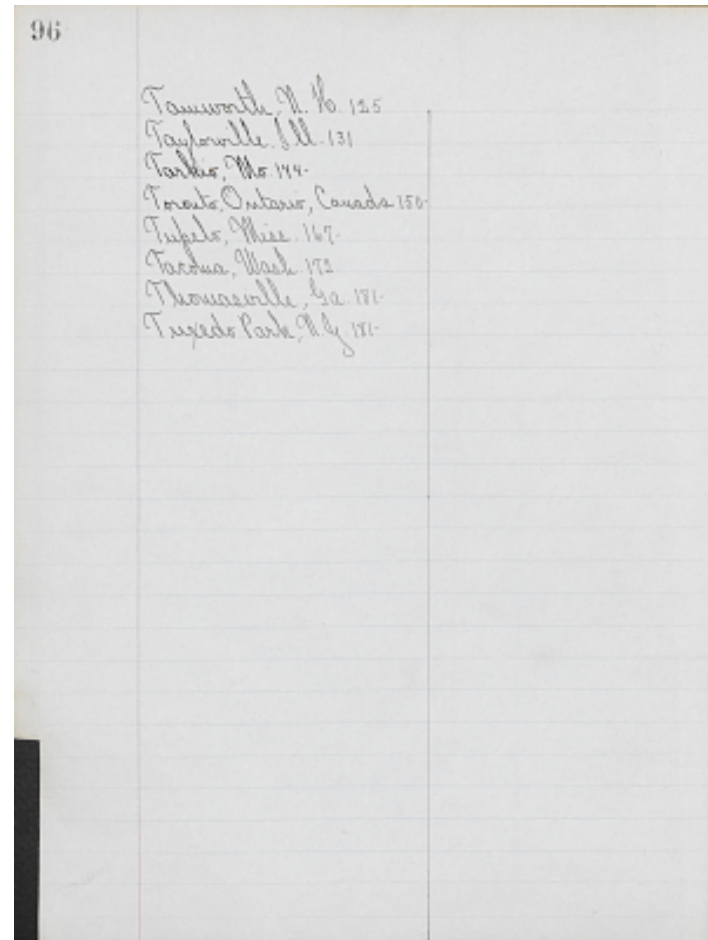 96
Tamworth, N. H. 125
Taylorville. Ill. 131
Tarkio, Mo. 144-
Toronto, Ontario, Canada 150-
Tupelo, Miss. 167-
Tacoma, Wash. 172
Thomasville, Ga. 181-
Tuxedo Park, N.Y. 181-